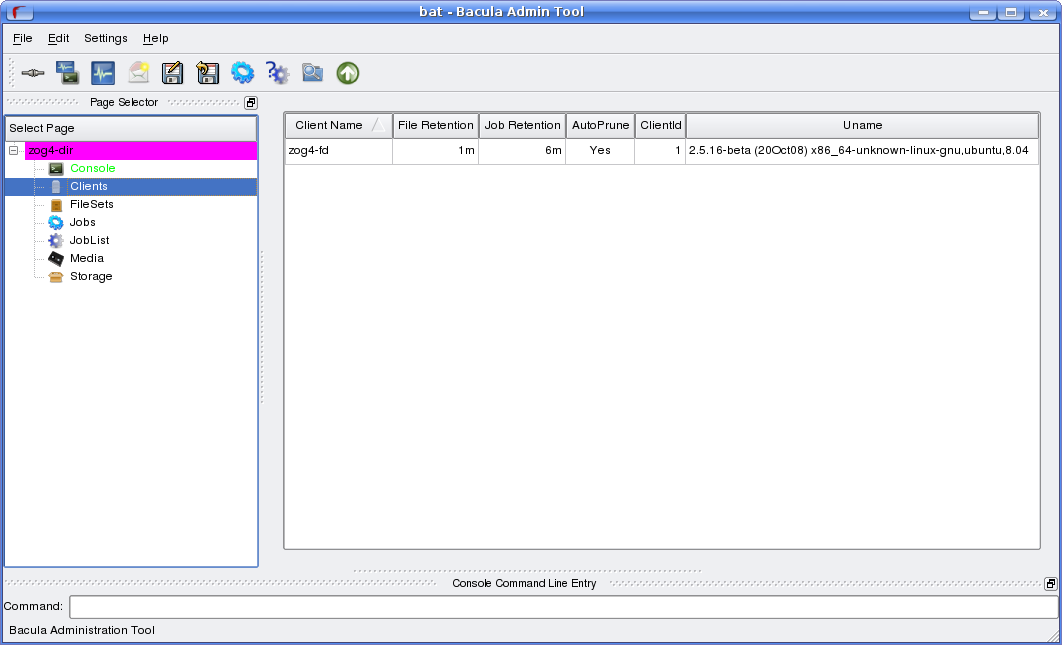 bat - Bacula Admin Tool
File Edit Settings Help
Page Selector
Select Page
zog4-dir
Console
Clients
FileSets
Jobs
JobList
Media
Storage
Client Name File Retention Job Retention AutoPrune ClientId Uname
zog4-fd 1m 6m Yes 1 2.5.16-beta (20Oct08) x86_64-unknown-linux-gnu,ubuntu,8.04
Console Command Line Entry
Command:
Bacula Administration Tool